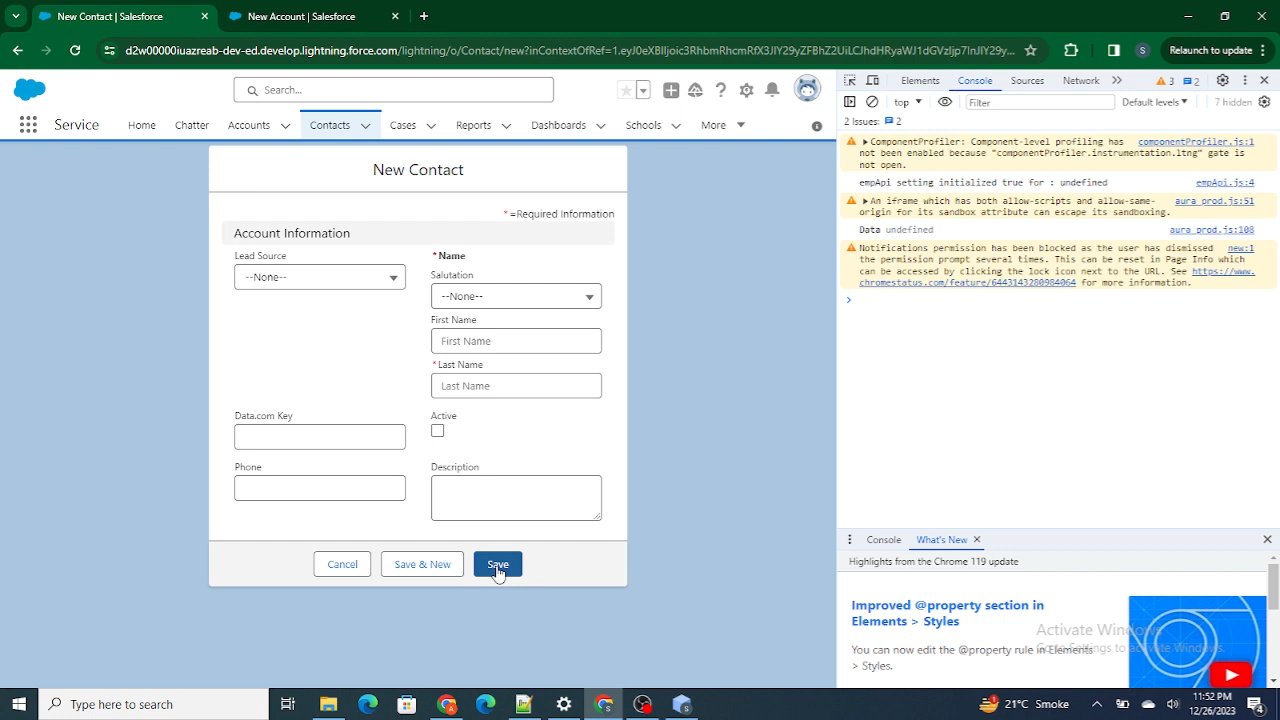 New Contact | Salesforce
New Account | Salesforce
d2w00000iuazreab-dev-ed.develop.lightning.force.com/lightning/o/Contact/new?inContextOfRef=1.eyJ0eXBlIjoic3RhbmRhcmRfX3JlY29yZFBhZ2UiLCJhdHRyaWJ1dGVzIjp7InJlY29y...
S
Relaunch to update
Search...
Service
Home
Chatter
Accounts
Contacts
Cases
Reports
Dashboards
Schools
More
New Contact
* =Required Information
Account Information
Lead Source
--None--
*Name
Salutation
--None--
First Name
First Name
*Last Name
Last Name
Data.com Key
Active
Phone
Description
Cancel
Save & New
Save
Elements
Console
Sources
Network
3
2
top
Filter
Default levels
7 hidden
2 Issues: 2
ComponentProfiler: Component-level profiling has componentProfiler.js:1
not been enabled because "componentProfiler.instrumentation.ltng" gate is
not open.
empApi setting initialized true for : undefined empApi.js:4
An iframe which has both allow-scripts and allow-same- aura_prod.js:51
origin for its sandbox attribute can escape its sandboxing.
Data undefined aura_prod.js:108
Notifications permission has been blocked as the user has dismissed new:1
the permission prompt several times. This can be reset in Page Info which
can be accessed by clicking the lock icon next to the URL. See https://www.
chromestatus.com/feature/6443143280984064 for more information.
Console
What's New
Highlights from the Chrome 119 update
Improved @property section in
Elements > Styles
You can now edit the @property rule in Elements
> Styles.
Activate Windows
Go to Settings to activate Windows.
Type here to search
21°C Smoke
11:52 PM
12/26/2023
4